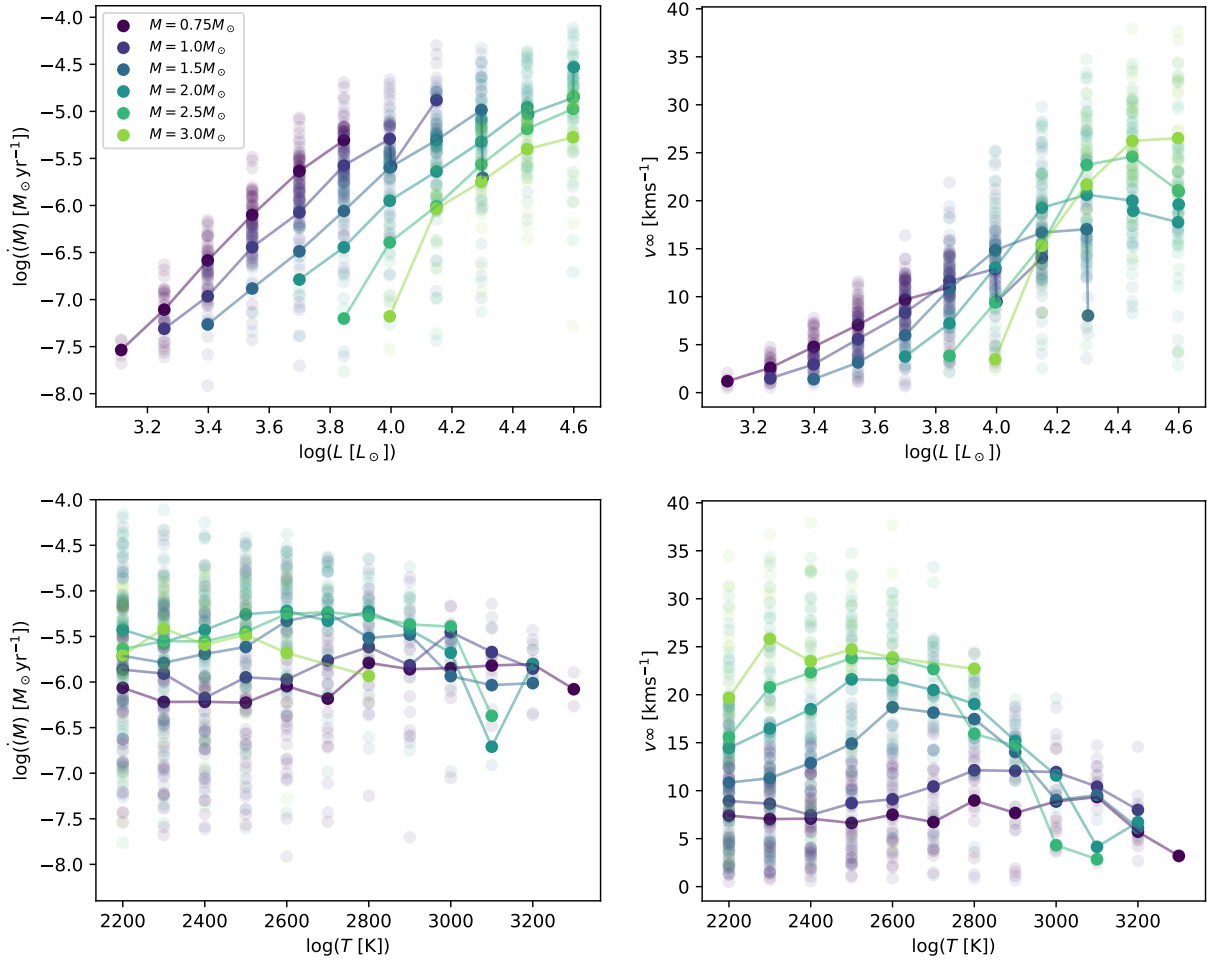 −4.0
−4.5
−5.0
−5.5
−6.0
−6.5
−7.0
−7.5
−8.0
log((Ṁ) [M⊙yr⁻¹]
M = 0.75M⊙
M = 1.0M⊙
M = 1.5M⊙
M = 2.0M⊙
M = 2.5M⊙
M = 3.0M⊙
3.2 3.4 3.6 3.8 4.0 4.2 4.4 4.6
log(L [L⊙])
40
35
30
25
20
15
10
5
0
v∞ [kms⁻¹]
3.2 3.4 3.6 3.8 4.0 4.2 4.4 4.6
log(L [L⊙])
−4.0
−4.5
−5.0
−5.5
−6.0
−6.5
−7.0
−7.5
−8.0
log((Ṁ) [M⊙yr⁻¹]
2200 2400 2600 2800 3000 3200
log(T [K])
40
35
30
25
20
15
10
5
0
v∞ [kms⁻¹]
2200 2400 2600 2800 3000 3200
log(T [K])